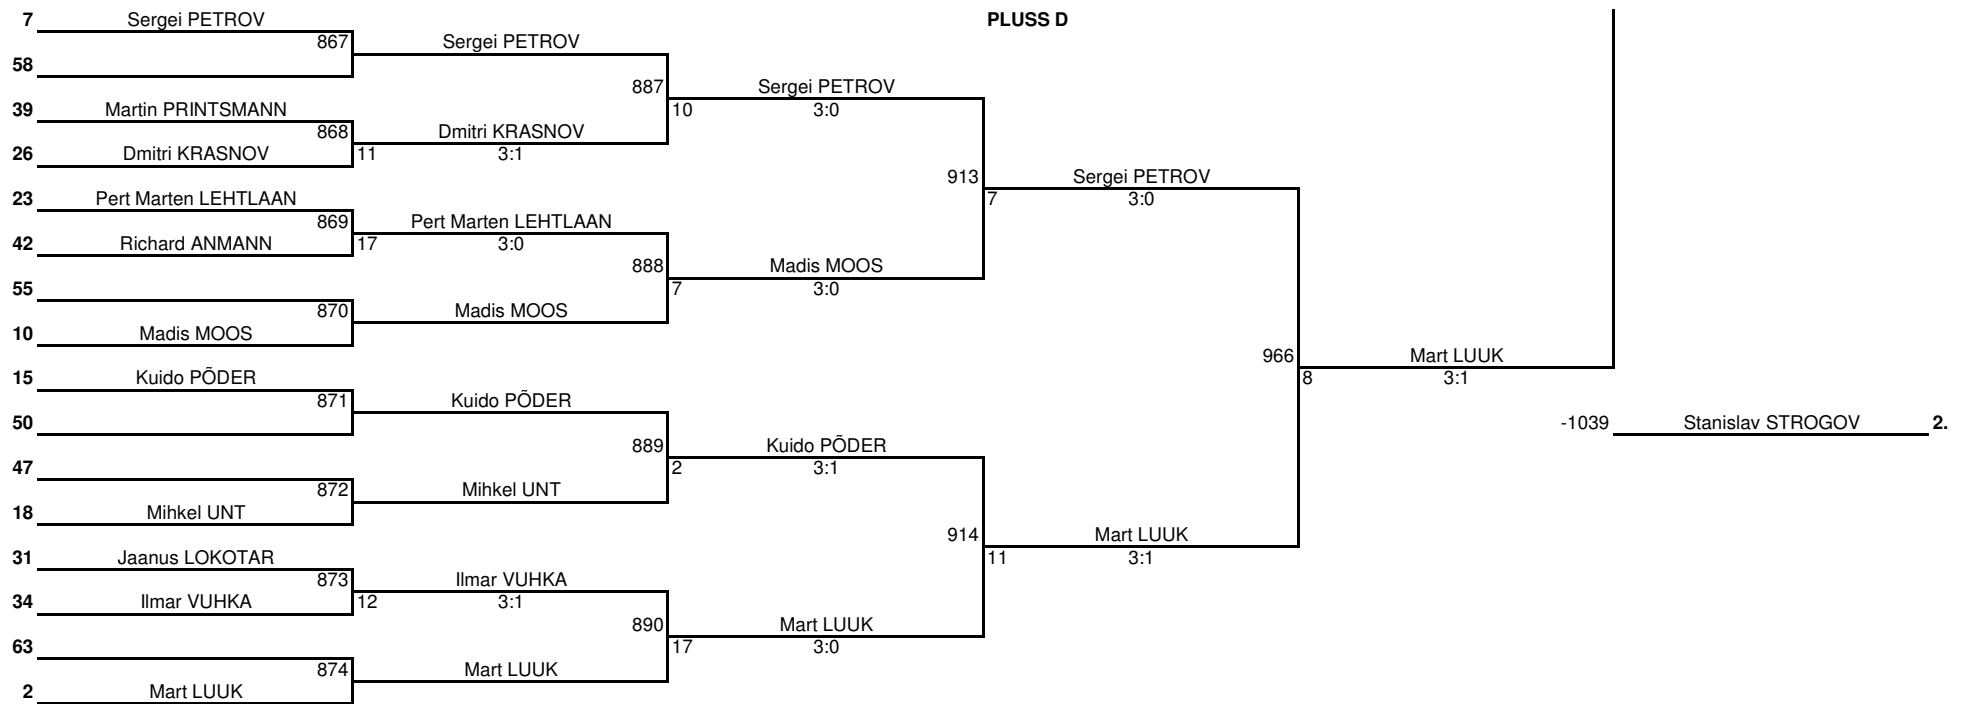 7 Sergei PETROV PLUSS D
867 Sergei PETROV
58
887 Sergei PETROV
39 Martin PRINTSMANN 10 3:0
868 Dmitri KRASNOV
26 Dmitri KRASNOV 11 3:1
913 Sergei PETROV
23 Pert Marten LEHTLAAN 7 3:0
869 Pert Marten LEHTLAAN
42 Richard ANMANN 17 3:0
888 Madis MOOS
55 7 3:0
870 Madis MOOS
10 Madis MOOS
966 Mart LUUK
15 Kuido PÕDER 8 3:1
871 Kuido PÕDER
50 -1039 Stanislav STROGOV 2.
889 Kuido PÕDER
47 2 3:1
872 Mihkel UNT
18 Mihkel UNT
914 Mart LUUK
31 Jaanus LOKOTAR 11 3:1
873 Ilmar VUHKA
34 Ilmar VUHKA 12 3:1
890 Mart LUUK
63 17 3:0
874 Mart LUUK
2 Mart LUUK